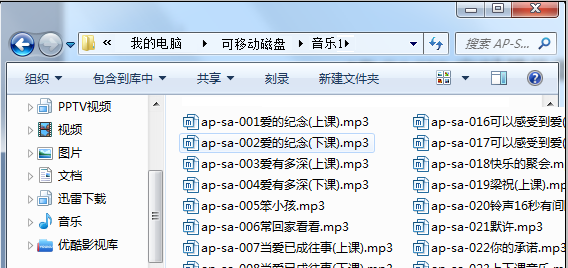 « 我的电脑 ▸ 可移动磁盘 ▸ 音乐1▸
搜索 AP-S...
组织 包含到库中 共享 刻录 新建文件夹
PPTV视频
视频
图片
文档
迅雷下载
音乐
优酷影视库
ap-sa-001爱的纪念(上课).mp3
ap-sa-002爱的纪念(下课).mp3
ap-sa-003爱有多深(上课).mp3
ap-sa-004爱有多深(下课).mp3
ap-sa-005笨小孩.mp3
ap-sa-006常回家看看.mp3
ap-sa-007当爱已成往事(上课).mp3
ap-sa-016可以感受到爱(
ap-sa-017可以感受到爱(
ap-sa-018快乐的聚会.mp3
ap-sa-019梁祝(上课).mp3
ap-sa-020铃声16秒有间
ap-sa-021默许.mp3
ap-sa-022你的承诺.mp3